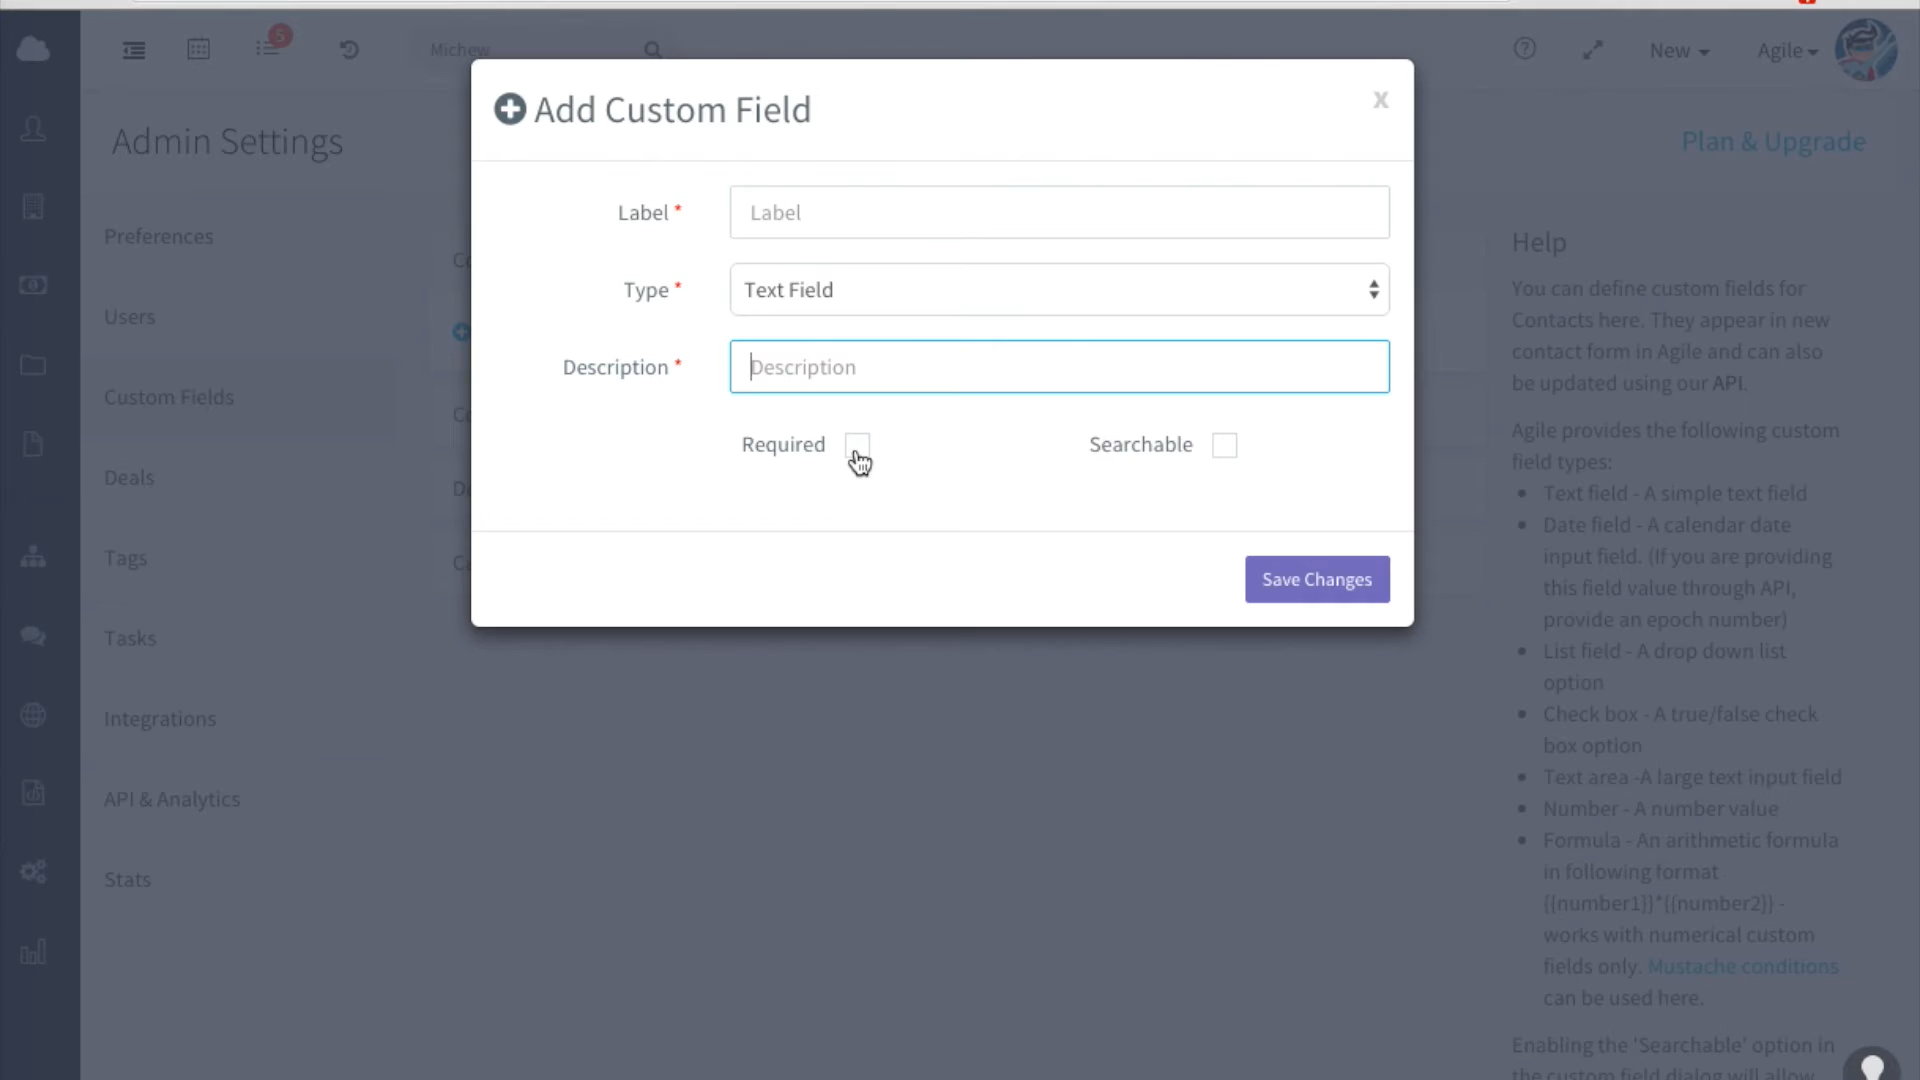 5
Michew
New
Agile
Admin Settings
Plan & Upgrade
Preferences
Users
Custom Fields
Deals
Tags
Tasks
Integrations
API & Analytics
Stats
Add Custom Field
x
Label *
Label
Type *
Text Field
Description *
Description
Required
Searchable
Save Changes
Co
Co
De
Co
Help
You can define custom fields for
Contacts here. They appear in new
contact form in Agile and can also
be updated using our API.
Agile provides the following custom
field types:
• Text field - A simple text field
• Date field - A calendar date
input field. (If you are providing
this field value through API,
provide an epoch number)
• List field - A drop down list
option
• Check box - A true/false check
box option
• Text area -A large text input field
• Number - A number value
• Formula - An arithmetic formula
in following format
{{number1}}*{{number2}} -
works with numerical custom
fields only. Mustache conditions
can be used here.
Enabling the 'Searchable' option in
the custom field dialog will allow